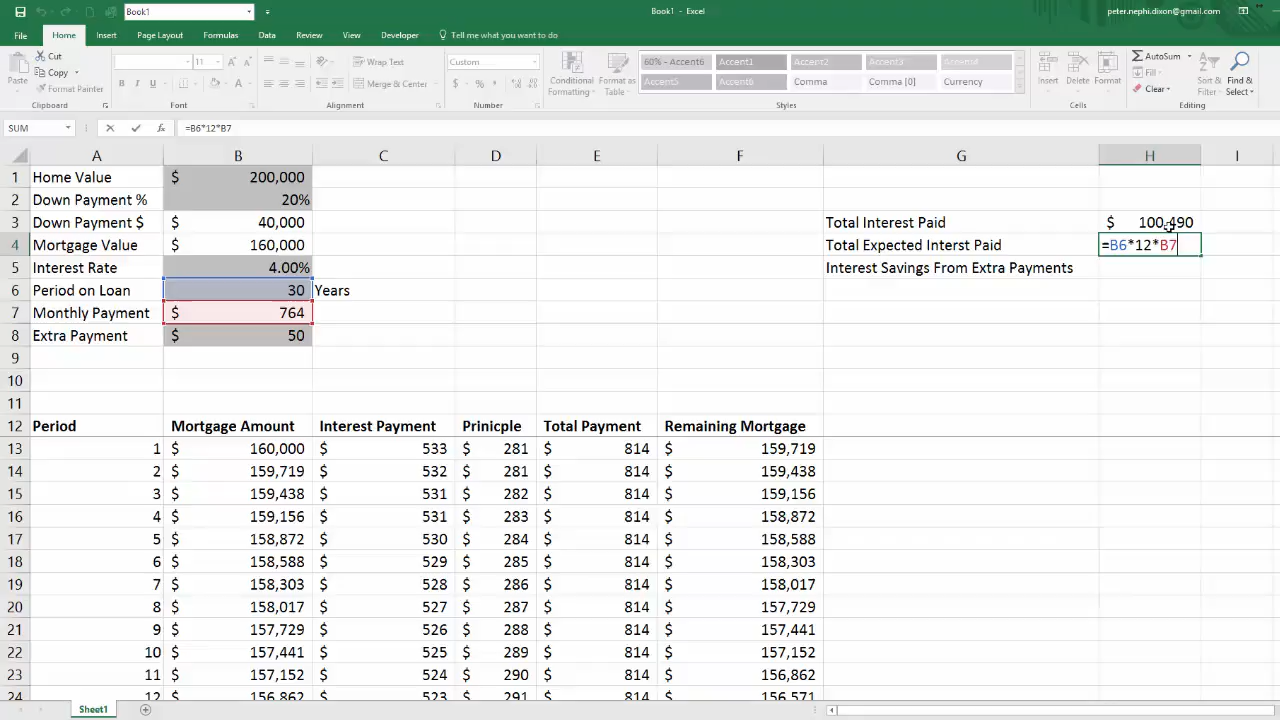 Book1
Book1 - Excel
peter.nephi.dixon@gmail.com
File Home Insert Page Layout Formulas Data Review View Developer Tell me what you want to do
Paste Cut Copy Format Painter Clipboard
11 A A B I U Font
Wrap Text Merge & Center Alignment
Custom $ % , Number
Conditional Formatting Format as Table
60% - Accent6 Accent1 Accent2 Accent3 Accent4
Accent5 Accent6 Comma Comma [0] Currency
Styles
Insert Delete Format Cells
AutoSum Fill Clear Sort & Filter Find & Select Editing
SUM fx =B6*12*B7
A B C D E F G H I
1 Home Value $ 200,000
2 Down Payment % 20%
3 Down Payment $ $ 40,000 Total Interest Paid $ 100,490
4 Mortgage Value $ 160,000 Total Expected Interst Paid =B6*12*B7
5 Interest Rate 4.00% Interest Savings From Extra Payments
6 Period on Loan 30 Years
7 Monthly Payment $ 764
8 Extra Payment $ 50
9
10
11
12 Period Mortgage Amount Interest Payment Prinicple Total Payment Remaining Mortgage
13 1 $ 160,000 $ 533 $ 281 $ 814 $ 159,719
14 2 $ 159,719 $ 532 $ 281 $ 814 $ 159,438
15 3 $ 159,438 $ 531 $ 282 $ 814 $ 159,156
16 4 $ 159,156 $ 531 $ 283 $ 814 $ 158,872
17 5 $ 158,872 $ 530 $ 284 $ 814 $ 158,588
18 6 $ 158,588 $ 529 $ 285 $ 814 $ 158,303
19 7 $ 158,303 $ 528 $ 286 $ 814 $ 158,017
20 8 $ 158,017 $ 527 $ 287 $ 814 $ 157,729
21 9 $ 157,729 $ 526 $ 288 $ 814 $ 157,441
22 10 $ 157,441 $ 525 $ 289 $ 814 $ 157,152
23 11 $ 157,152 $ 524 $ 290 $ 814 $ 156,862
24 12 $ 156,862 $ 523 $ 291 $ 814 $ 156,571
Sheet1